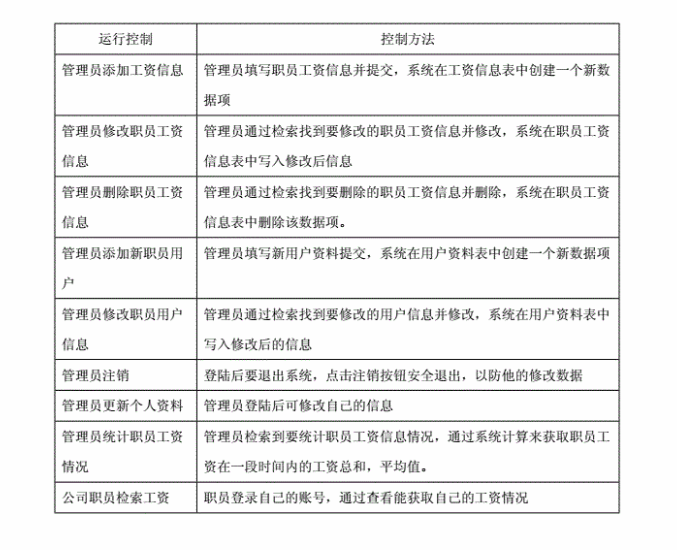 运行控制
控制方法
管理员添加工资信息
管理员填写职员工资信息并提交，系统在工资信息表中创建一个新数
据项
管理员修改职员工资
信息
管理员通过检索找到要修改的职员工资信息并修改，系统在职员工资
信息表中写入修改后信息
管理员删除职员工资
信息
管理员通过检索找到要删除的职员工资信息并删除，系统在职员工资
信息表中删除该数据项。
管理员添加新职员用
户
管理员填写新用户资料提交，系统在用户资料表中创建一个新数据项
管理员修改职员用户
信息
管理员通过检索找到要修改的用户信息并修改，系统在用户资料表中
写入修改后的信息
管理员注销
登陆后要退出系统，点击注销按钮安全退出，以防他的修改数据
管理员更新个人资料
管理员登陆后可修改自己的信息
管理员统计职员工资
情况
管理员检索到要统计职员工资信息情况，通过系统计算来获取职员工
资在一段时间内的工资总和，平均值。
公司职员检索工资
职员登录自己的账号，通过查看能获取自己的工资情况